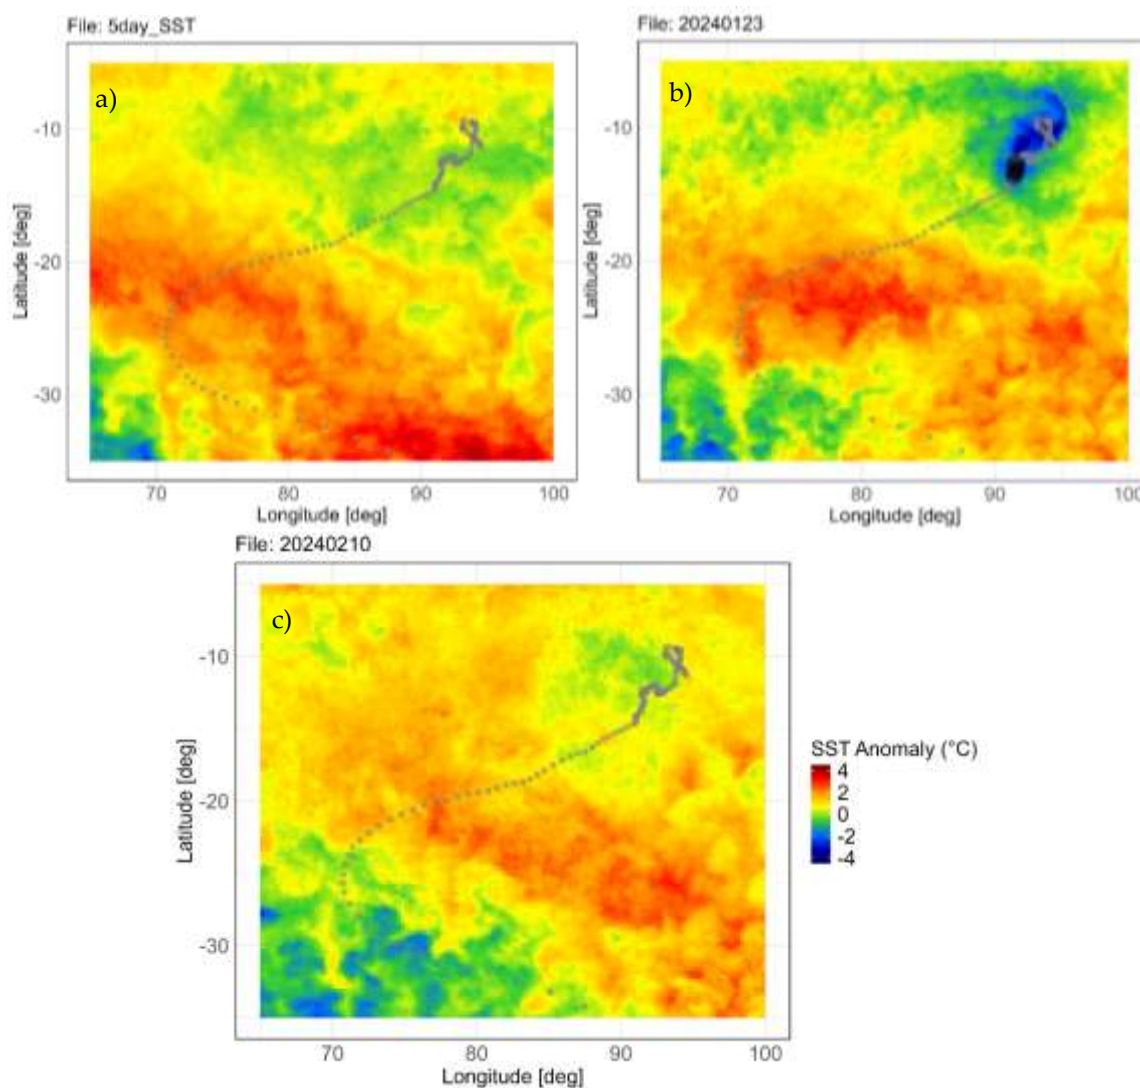 File: 5day_SST
a)
-10
-20
-30
Latitude [deg]
70 80 90 100
Longitude [deg]
File: 20240123
b)
-10
-20
-30
Latitude [deg]
70 80 90 100
Longitude [deg]
File: 20240210
c)
-10
-20
-30
Latitude [deg]
70 80 90 100
Longitude [deg]
SST Anomaly (°C)
4
2
0
-2
-4